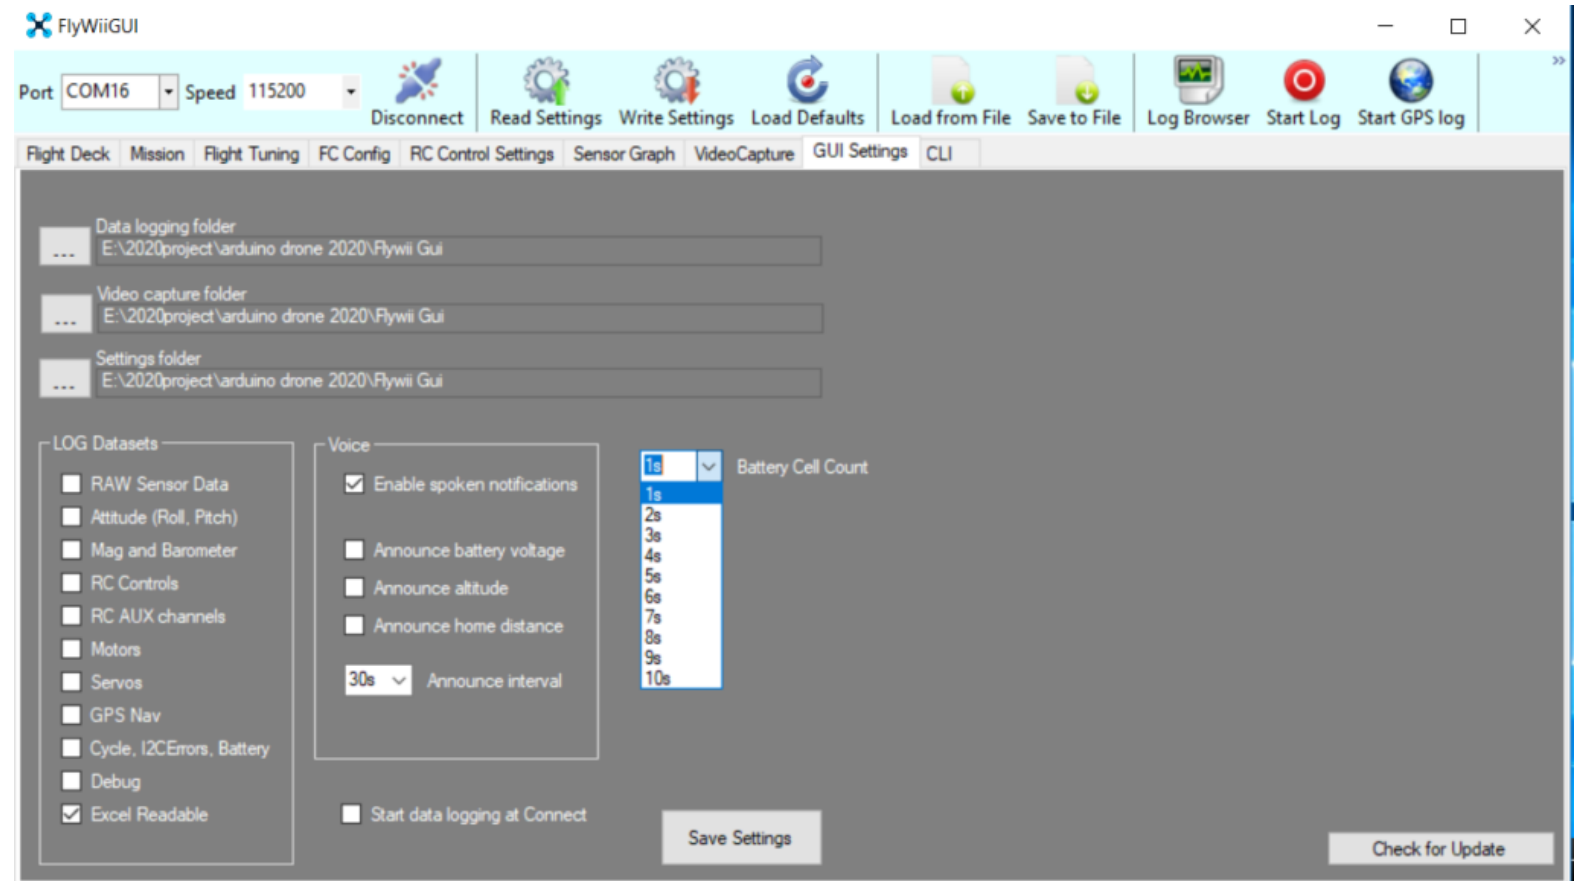 FlyWiiGUI
Port COM16 Speed 115200 Disconnect Read Settings Write Settings Load Defaults Load from File Save to File Log Browser Start Log Start GPS log
Flight Deck Mission Flight Tuning FC Config RC Control Settings Sensor Graph VideoCapture GUI Settings CLI
Data logging folder
... E:\2020project\arduino drone 2020\Flywii Gui
Video capture folder
... E:\2020project\arduino drone 2020\Flywii Gui
Settings folder
... E:\2020project\arduino drone 2020\Flywii Gui
LOG Datasets
RAW Sensor Data
Attitude (Roll, Pitch)
Mag and Barometer
RC Controls
RC AUX channels
Motors
Servos
GPS Nav
Cycle, I2CErrors, Battery
Debug
Excel Readable
Voice
Enable spoken notifications
Announce battery voltage
Announce altitude
Announce home distance
30s Announce interval
Start data logging at Connect
1s Battery Cell Count
1s
2s
3s
4s
5s
6s
7s
8s
9s
10s
Save Settings
Check for Update